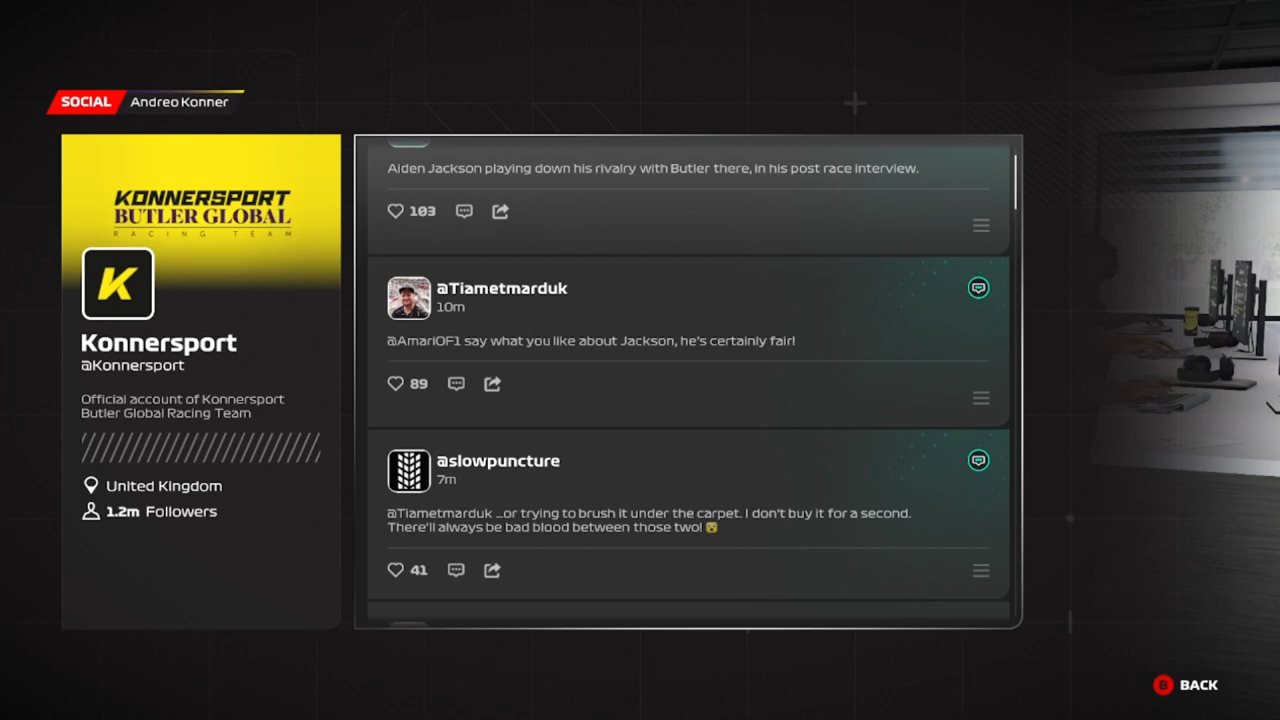 SOCIAL Andreo Konner
KONNERSPORT
BUTLER GLOBAL
RACING TEAM
K
Konnersport
@Konnersport
Official account of Konnersport
Butler Global Racing Team
United Kingdom
1.2m Followers
Aiden Jackson playing down his rivalry with Butler there, in his post race interview.
103
@Tiametmarduk
10m
@AmariOF1 say what you like about Jackson, he's certainly fair!
89
@slowpuncture
7m
@Tiametmarduk ...or trying to brush it under the carpet. I don't buy it for a second.
There'll always be bad blood between those two! 😮
41
B BACK